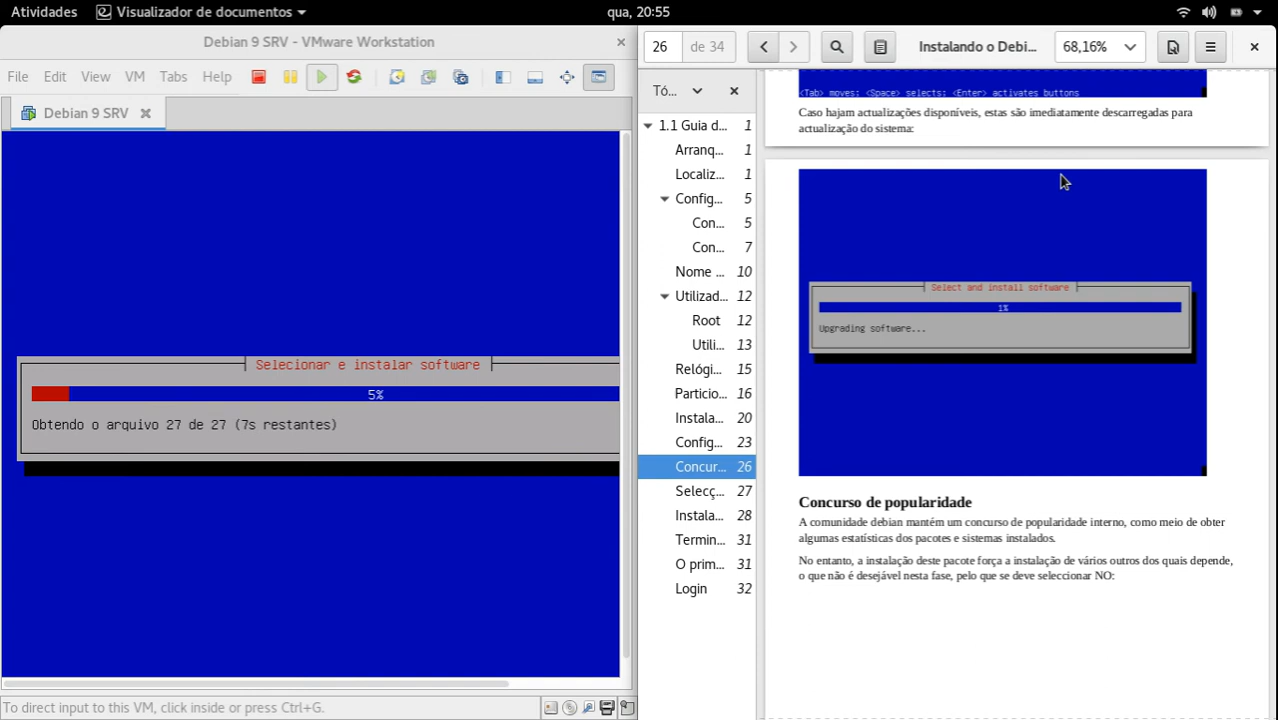 Atividades Visualizador de documentos qua, 20:55
Debian 9 SRV - VMware Workstation
File Edit View VM Tabs Help
Debian 9 SRV
Selecionar e instalar software
5%
Obtendo o arquivo 27 de 27 (7s restantes)
To direct input to this VM, click inside or press Ctrl+G.
26 de 34 Instalando o Debi... 68,16%
Tó...
1.1 Guia d... 1
Arranq... 1
Localiz... 1
Config... 5
Con... 5
Con... 7
Nome ... 10
Utilizad... 12
Root 12
Utili... 13
Relógi... 15
Particio... 16
Instala... 20
Config... 23
Concur... 26
Selecç... 27
Instala... 28
Termin... 31
O prim... 31
Login 32
<Tab> moves; <Space> selects; <Enter> activates buttons
Caso hajam actualizações disponíveis, estas são imediatamente descarregadas para
actualização do sistema:
Select and install software
1%
Upgrading software...
Concurso de popularidade
A comunidade debian mantém um concurso de popularidade interno, como meio de obter
algumas estatísticas dos pacotes e sistemas instalados.
No entanto, a instalação deste pacote força a instalação de vários outros dos quais depende,
o que não é desejável nesta fase, pelo que se deve seleccionar NO: